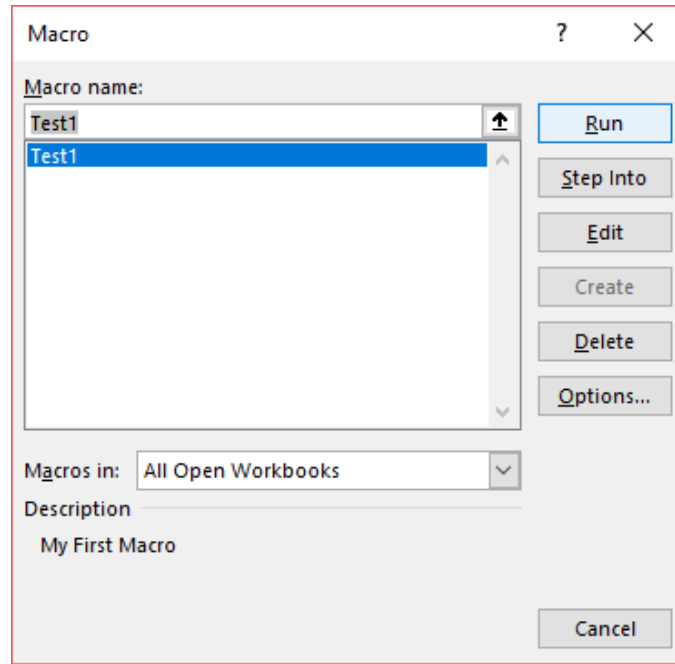 Macro ?
Macro name:
Test1
Test1
Run
Step Into
Edit
Create
Delete
Options...
Macros in: All Open Workbooks
Description
My First Macro
Cancel